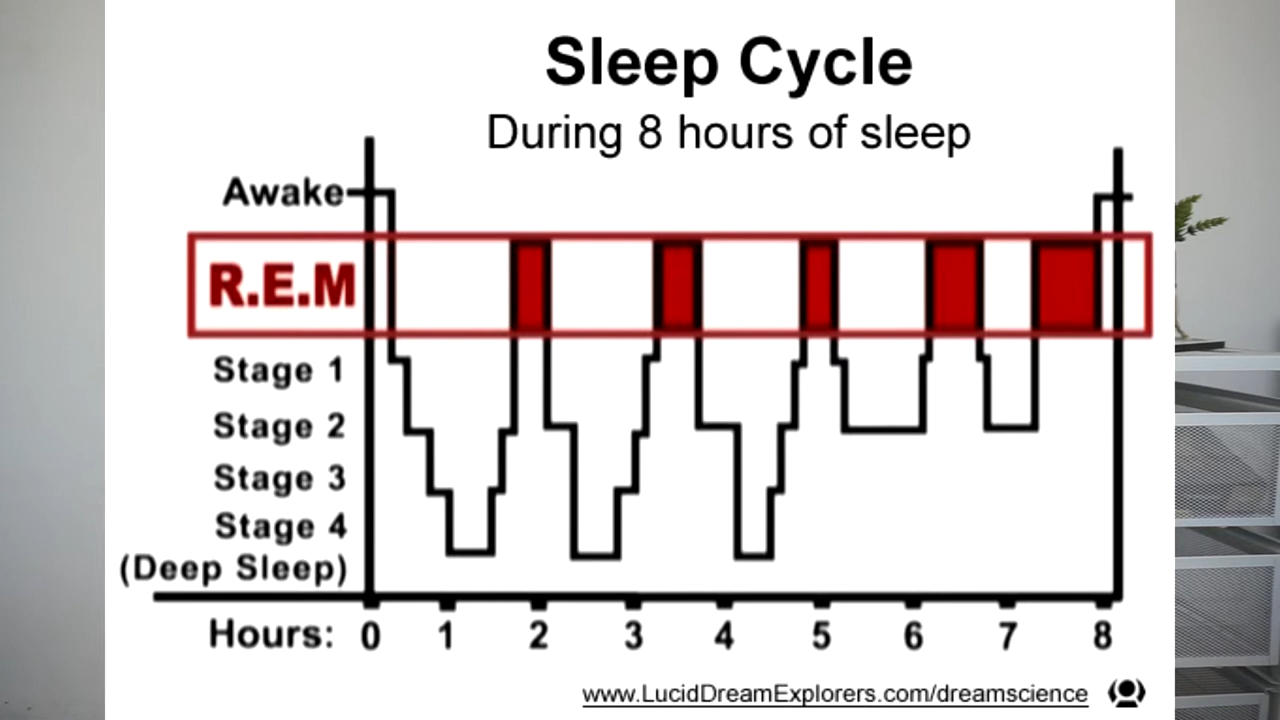 Sleep Cycle
During 8 hours of sleep
Awake
R.E.M
Stage 1
Stage 2
Stage 3
Stage 4
(Deep Sleep)
Hours: 0 1 2 3 4 5 6 7 8
www.LucidDreamExplorers.com/dreamscience